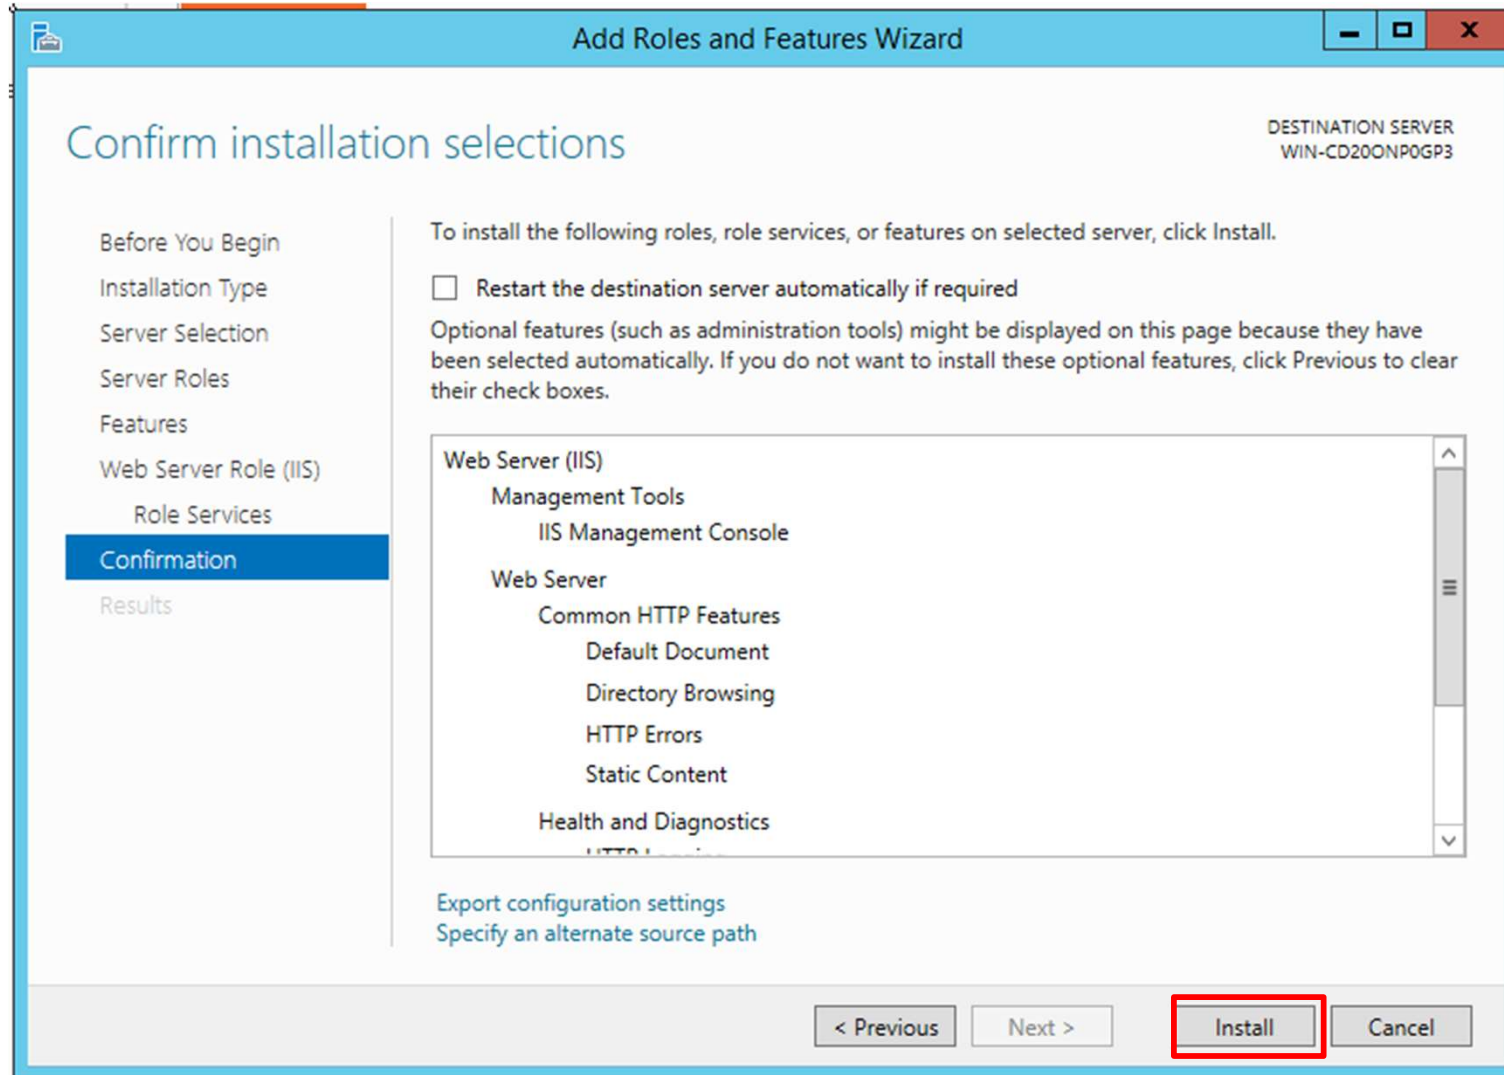 Add Roles and Features Wizard
Confirm installation selections
DESTINATION SERVER
WIN-CD20ONP0GP3
Before You Begin
Installation Type
Server Selection
Server Roles
Features
Web Server Role (IIS)
Role Services
Confirmation
Results
To install the following roles, role services, or features on selected server, click Install.
Restart the destination server automatically if required
Optional features (such as administration tools) might be displayed on this page because they have
been selected automatically. If you do not want to install these optional features, click Previous to clear
their check boxes.
Web Server (IIS)
Management Tools
IIS Management Console
Web Server
Common HTTP Features
Default Document
Directory Browsing
HTTP Errors
Static Content
Health and Diagnostics
Export configuration settings
Specify an alternate source path
< Previous
Next >
Install
Cancel